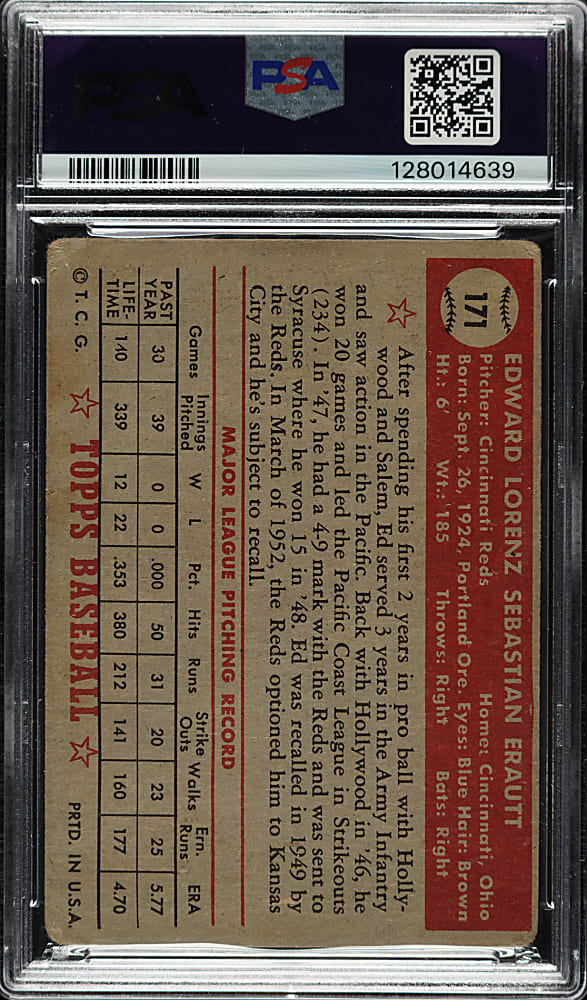 PSA
PSA
128014639
171
EDWARD LORENZ SEBASTIAN ERAUTT
Pitcher: Cincinnati Reds Home: Cincinnati, Ohio
Born: Sept. 26, 1924, Portland Ore. Eyes: Blue Hair: Brown
Ht.: 6' Wt.: 185 Throws: Right Bats: Right
After spending his first 2 years in pro ball with Holly-
wood and Salem, Ed served 3 years in the Army Infantry
and saw action in the Pacific. Back with Hollywood in '46, he
won 20 games and led the Pacific Coast League in Strikeouts
(234). In '47, he had a 4-9 mark with the Reds and was sent to
Syracuse where he won 15 in '48. Ed was recalled in 1949 by
the Reds. In March of 1952, the Reds optioned him to Kansas
City and he's subject to recall.
MAJOR LEAGUE PITCHING RECORD
Games Innings Pitched W L Pct. Hits Runs Strike Outs Walks Ern. Runs ERA
PAST YEAR 30 39 0 0 .000 50 31 20 23 25 5.77
LIFE-TIME 140 339 12 22 .353 380 212 141 160 177 4.70
© T. C. G. TOPPS BASEBALL PRTD. IN U.S.A.